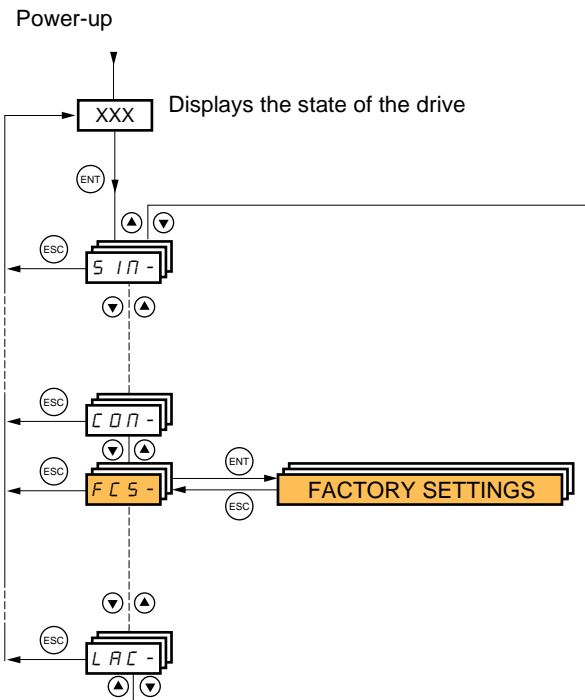 Power-up
XXX
Displays the state of the drive
ENT
ESC
SIM-
ESC
COM-
ESC
FCS-
ENT
FACTORY SETTINGS
ESC
ESC
LAC-